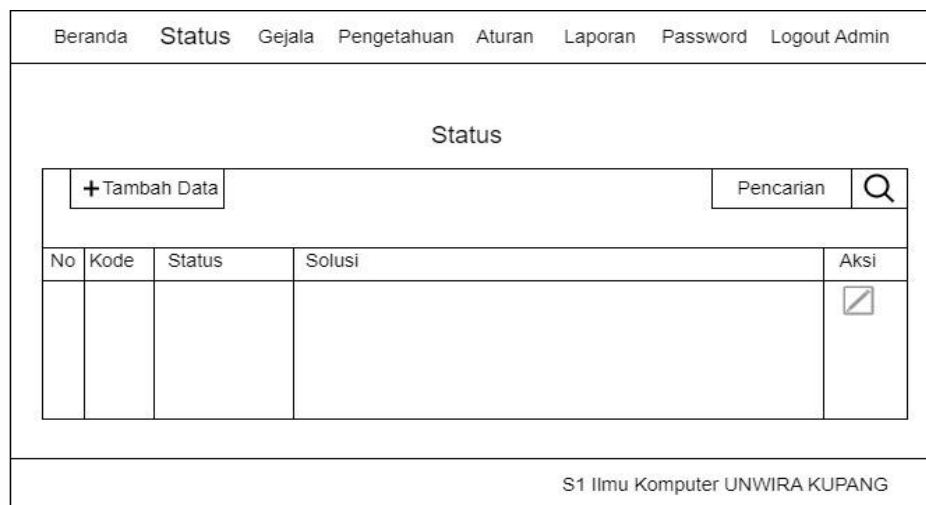 Beranda Status Gejala Pengetahuan Aturan Laporan Password Logout Admin
Status
+Tambah Data Pencarian
No Kode Status Solusi Aksi
S1 Ilmu Komputer UNWIRA KUPANG